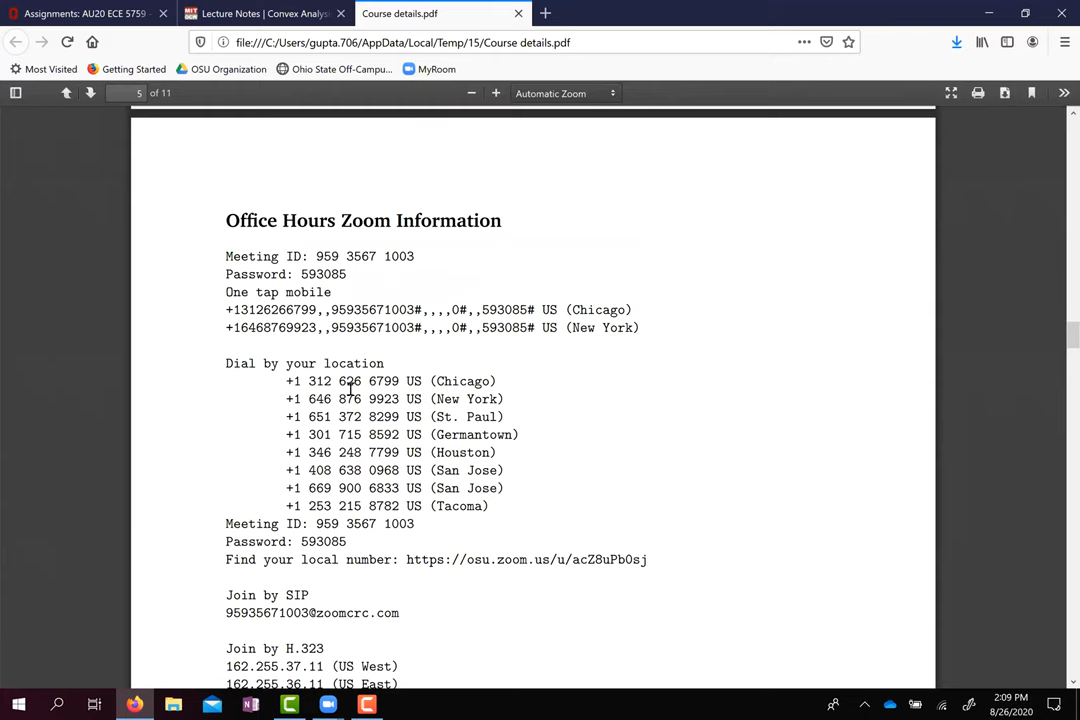 Assignments: AU20 ECE 5759 -
Lecture Notes | Convex Analysis
Course details.pdf
file:///C:/Users/gupta.706/AppData/Local/Temp/15/Course details.pdf
Most Visited
Getting Started
OSU Organization
Ohio State Off-Campu...
MyRoom
5 of 11
Automatic Zoom
Office Hours Zoom Information
Meeting ID: 959 3567 1003
Password: 593085
One tap mobile
+13126266799,,95935671003#,,,,0#,,593085# US (Chicago)
+16468769923,,95935671003#,,,,0#,,593085# US (New York)
Dial by your location
+1 312 626 6799 US (Chicago)
+1 646 876 9923 US (New York)
+1 651 372 8299 US (St. Paul)
+1 301 715 8592 US (Germantown)
+1 346 248 7799 US (Houston)
+1 408 638 0968 US (San Jose)
+1 669 900 6833 US (San Jose)
+1 253 215 8782 US (Tacoma)
Meeting ID: 959 3567 1003
Password: 593085
Find your local number: https://osu.zoom.us/u/acZ8uPb0sj
Join by SIP
95935671003@zoomcrc.com
Join by H.323
162.255.37.11 (US West)
162.255.36.11 (US East)
2:09 PM
8/26/2020